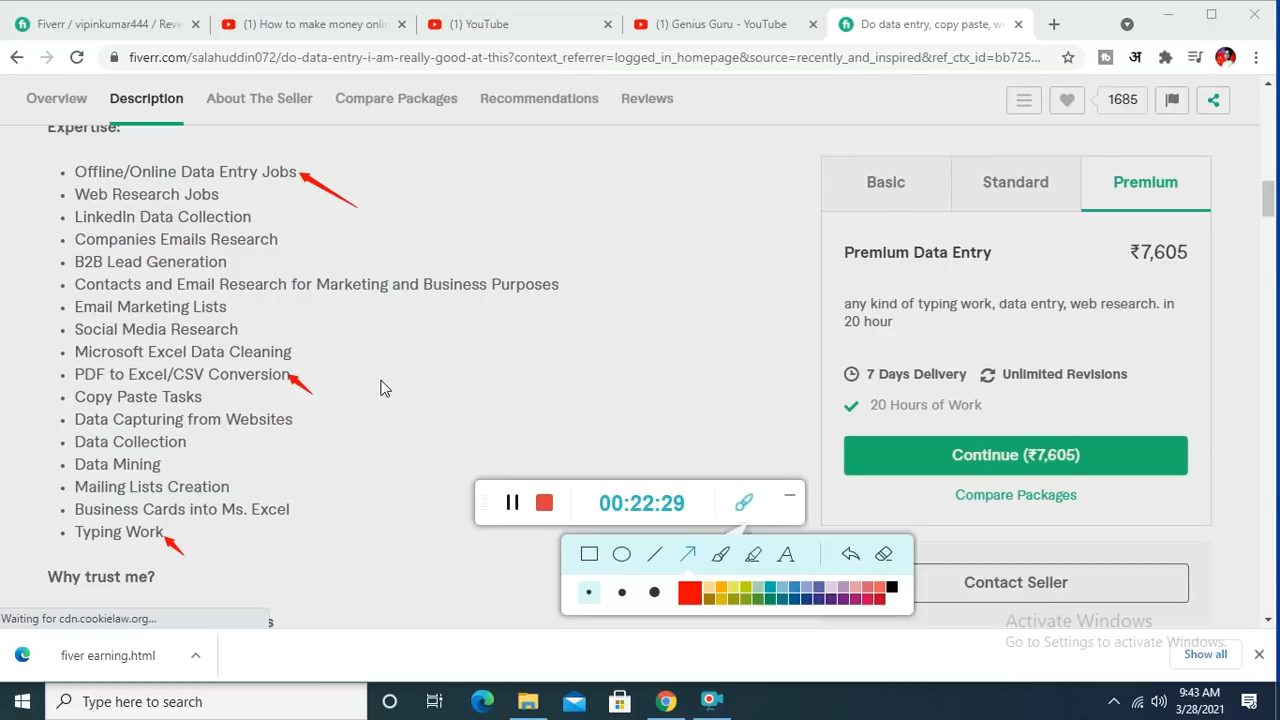 Fiverr / vipinkumar444 / Reve
(1) How to make money onli
(1) YouTube
(1) Genius Guru - YouTube
Do data entry, copy paste, w
fiverr.com/salahuddin072/do-data-entry-i-am-really-good-at-this?context_referrer=logged_in_homepage&source=recently_and_inspired&ref_ctx_id=bb725...
अ
Overview
Description
About The Seller
Compare Packages
Recommendations
Reviews
1685
Expertise:
Offline/Online Data Entry Jobs
Web Research Jobs
LinkedIn Data Collection
Companies Emails Research
B2B Lead Generation
Contacts and Email Research for Marketing and Business Purposes
Email Marketing Lists
Social Media Research
Microsoft Excel Data Cleaning
PDF to Excel/CSV Conversion
Copy Paste Tasks
Data Capturing from Websites
Data Collection
Data Mining
Mailing Lists Creation
Business Cards into Ms. Excel
Typing Work
Why trust me?
Basic
Standard
Premium
Premium Data Entry
₹7,605
any kind of typing work, data entry, web research. in
20 hour
7 Days Delivery
Unlimited Revisions
20 Hours of Work
Continue (₹7,605)
Compare Packages
Contact Seller
00:22:29
A
Waiting for cdn.cookielaw.org...
Activate Windows
Go to Settings to activate Windows.
fiver earning.html
Show all
Type here to search
9:43 AM
3/28/2021